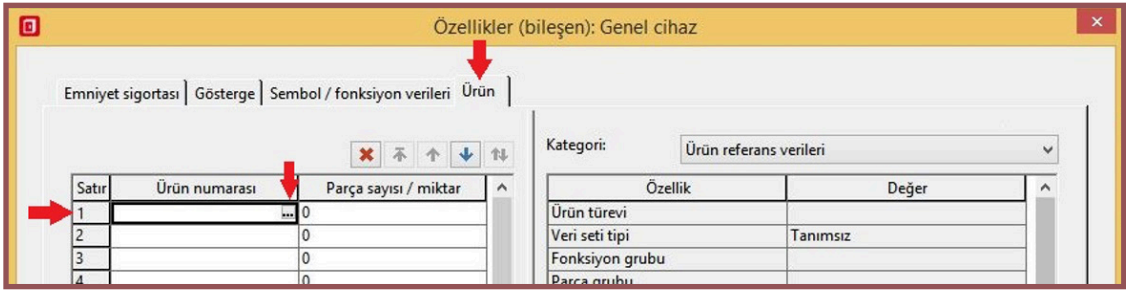 Özellikler (bileşen): Genel cihaz
Emniyet sigortası Gösterge Sembol / fonksiyon verileri Ürün
Kategori: Ürün referans verileri
Satır Ürün numarası Parça sayısı / miktar
1 ... 0
2 0
3 0
4 0
Özellik Değer
Ürün türevi
Veri seti tipi Tanımsız
Fonksiyon grubu
Parça grubu